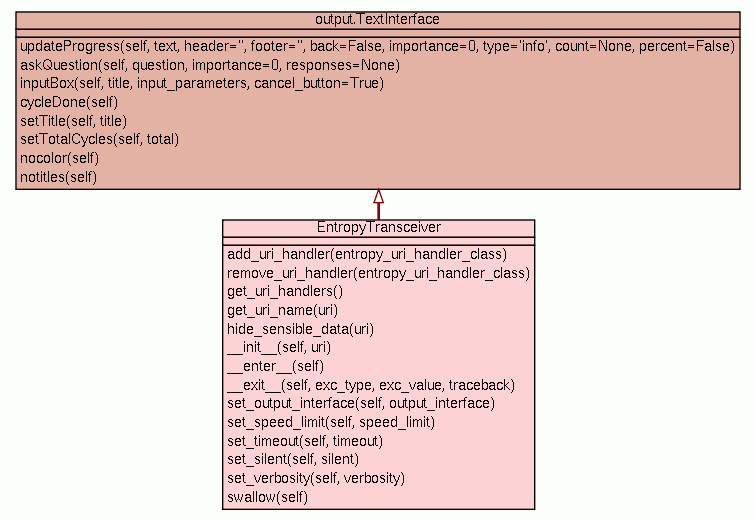 output.TextInterface
updateProgress(self, text, header='', footer='', back=False, importance=0, type='info', count=None, percent=False)
askQuestion(self, question, importance=0, responses=None)
inputBox(self, title, input_parameters, cancel_button=True)
cycleDone(self)
setTitle(self, title)
setTotalCycles(self, total)
nocolor(self)
notitles(self)
EntropyTransceiver
add_uri_handler(entropy_uri_handler_class)
remove_uri_handler(entropy_uri_handler_class)
get_uri_handlers()
get_uri_name(uri)
hide_sensible_data(uri)
__init__(self, uri)
__enter__(self)
__exit__(self, exc_type, exc_value, traceback)
set_output_interface(self, output_interface)
set_speed_limit(self, speed_limit)
set_timeout(self, timeout)
set_silent(self, silent)
set_verbosity(self, verbosity)
swallow(self)